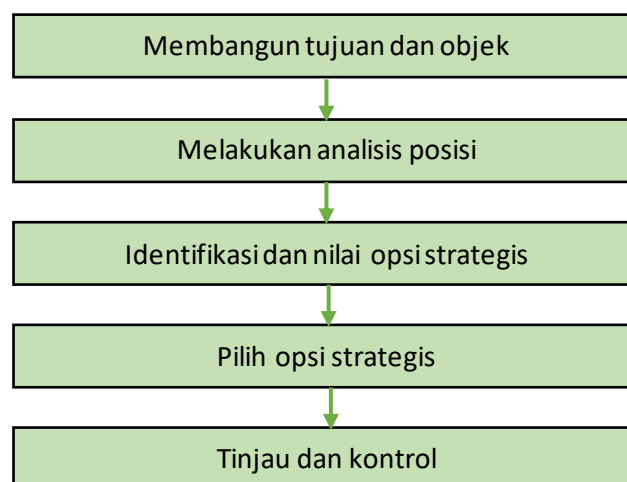 Membangun tujuan dan objek
Melakukan analisis posisi
Identifikasi dan nilai opsi strategis
Pilih opsi strategis
Tinjau dan kontrol